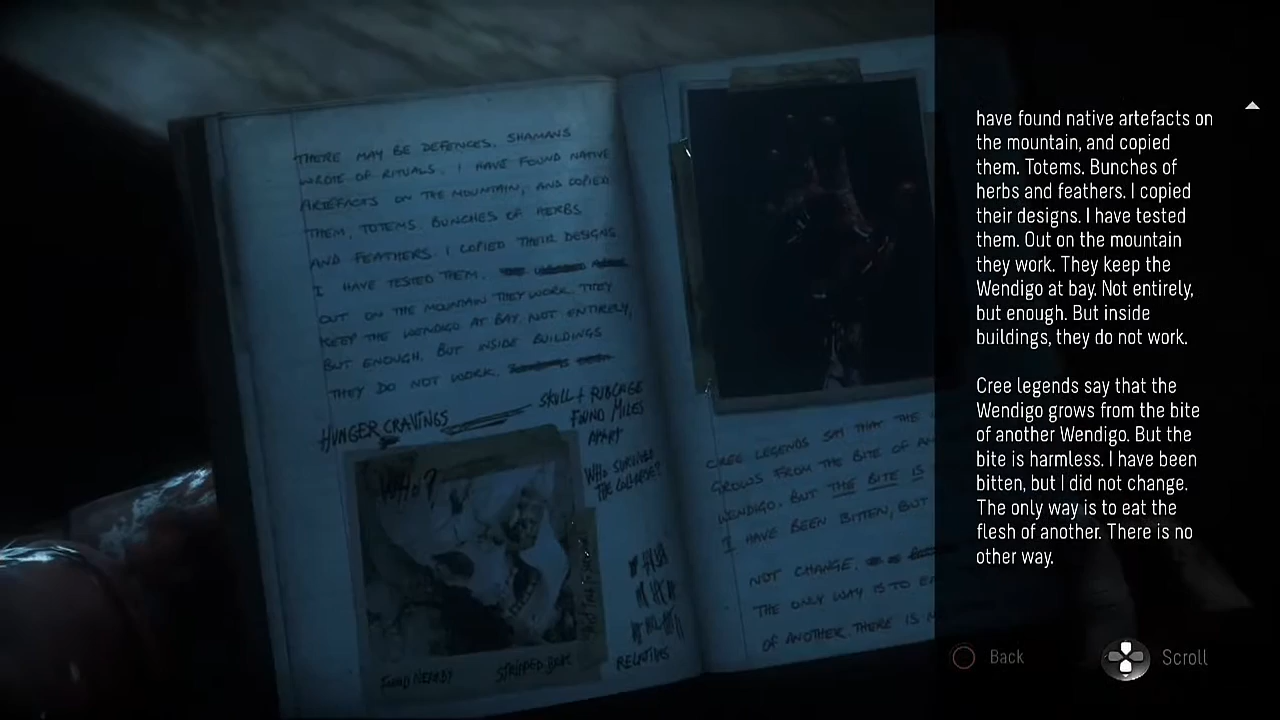 THERE MAY BE DEFENCES. SHAMANS
WROTE OF RITUALS. I HAVE FOUND NATIVE
ARTEFACTS ON THE MOUNTAIN, AND COPIED
THEM, TOTEMS. BUNCHES OF HERBS
AND FEATHERS. I COPIED THEIR DESIGNS
I HAVE TESTED THEM.
OUT ON THE MOUNTAIN THEY WORK. THEY
KEEP THE WENDIGO AT BAY. NOT ENTIRELY,
BUT ENOUGH. BUT INSIDE BUILDINGS
THEY DO NOT WORK.
HUNGER CRAVINGS
SKULL + RIBCAGE
FOUND MILES
APART
WHO?
WHO SURVIVED
THE COLLAPSE?
FOUND NEARBY
STRIPPED BARE
RELATIVES
CREE LEGENDS SAY THAT THE
GROWS FROM THE BITE OF
WENDIGO. BUT THE BITE IS
I HAVE BEEN BITTEN, BUT
NOT CHANGE.
THE ONLY WAY IS TO
OF ANOTHER. THERE IS
have found native artefacts on
the mountain, and copied
them. Totems. Bunches of
herbs and feathers. I copied
their designs. I have tested
them. Out on the mountain
they work. They keep the
Wendigo at bay. Not entirely,
but enough. But inside
buildings, they do not work.
Cree legends say that the
Wendigo grows from the bite
of another Wendigo. But the
bite is harmless. I have been
bitten, but I did not change.
The only way is to eat the
flesh of another. There is no
other way.
Back
Scroll